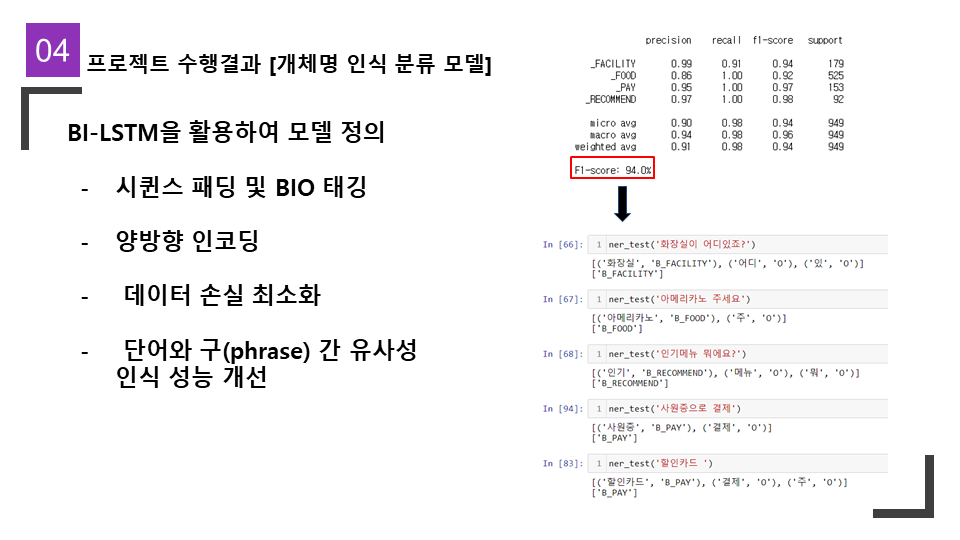 04
프로젝트 수행결과 [개체명 인식 분류 모델]
BI-LSTM을 활용하여 모델 정의
- 시퀀스 패딩 및 BIO 태깅
- 양방향 인코딩
- 데이터 손실 최소화
- 단어와 구(phrase) 간 유사성
인식 성능 개선
precision recall f1-score support
_FACILITY 0.99 0.91 0.94 179
_FOOD 0.86 1.00 0.92 525
_PAY 0.95 1.00 0.97 153
_RECOMMEND 0.97 1.00 0.98 92
micro avg 0.90 0.98 0.94 949
macro avg 0.94 0.98 0.96 949
weighted avg 0.91 0.98 0.94 949
F1-score: 94.0%
In [66]: 1 ner_test('화장실이 어디있죠?')
[('화장실', 'B_FACILITY'), ('어디', 'O'), ('있', 'O')]
['B_FACILITY']
In [67]: 1 ner_test('아메리카노 주세요')
[('아메리카노', 'B_FOOD'), ('주', 'O')]
['B_FOOD']
In [68]: 1 ner_test('인기메뉴 뭐에요?')
[('인기', 'B_RECOMMEND'), ('메뉴', 'O'), ('뭐', 'O')]
['B_RECOMMEND']
In [94]: 1 ner_test('사원증으로 결제')
[('사원증', 'B_PAY'), ('결제', 'O')]
['B_PAY']
In [83]: 1 ner_test('할인카드 ')
[('할인카드', 'B_PAY'), ('결제', 'O'), ('주', 'O')]
['B_PAY']